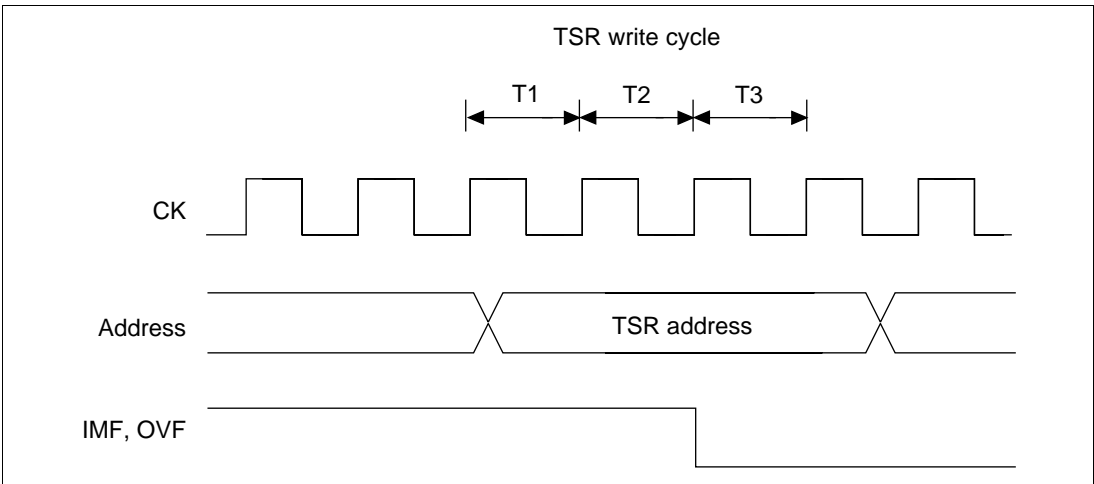 TSR write cycle
T1 T2 T3
CK
Address
TSR address
IMF, OVF